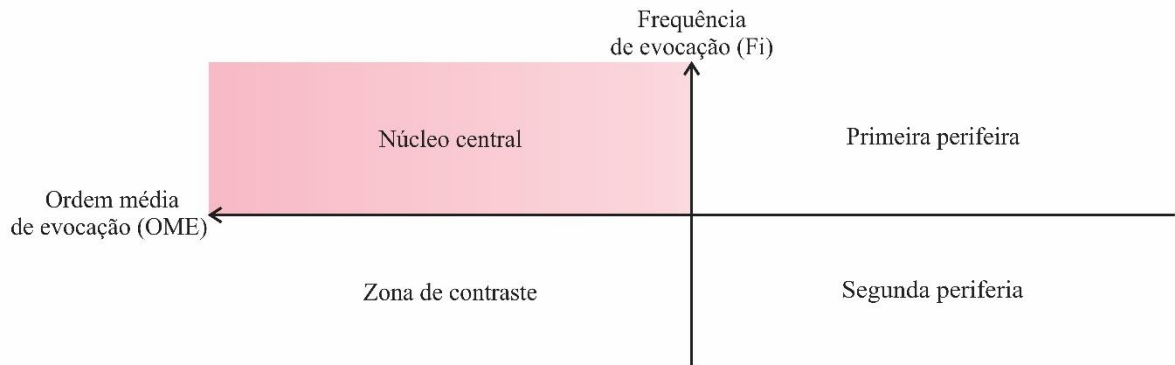 Frequência
de evocação (Fi)
Núcleo central
Primeira perifeira
Ordem média
de evocação (OME)
Zona de contraste
Segunda periferia